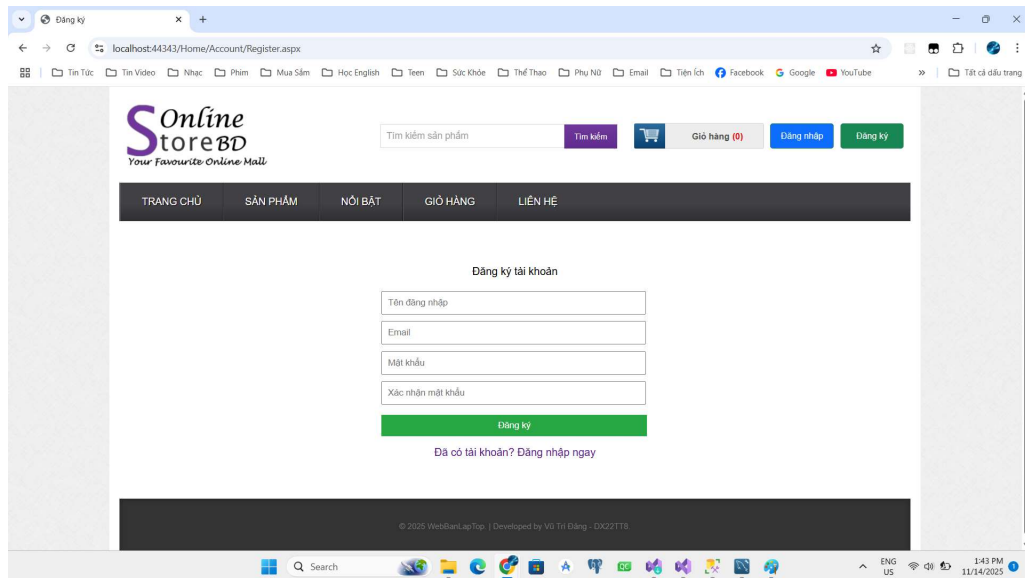 Đăng ký
localhost:44343/Home/Account/Register.aspx
Tin Tức Tin Video Nhạc Phim Mua Sắm Học English Teen Sức Khỏe Thể Thao Phụ Nữ Email Tiện Ích Facebook Google YouTube » Tất cả dấu trang
S Online
toreBD
Your Favourite Online Mall
Tìm kiếm sản phẩm Tìm kiếm Giỏ hàng (0) Đăng nhập Đăng ký
TRANG CHỦ SẢN PHẨM NỔI BẬT GIỎ HÀNG LIÊN HỆ
Đăng ký tài khoản
Tên đăng nhập
Email
Mật khẩu
Xác nhận mật khẩu
Đăng ký
Đã có tài khoản? Đăng nhập ngay
© 2025 WebBanLapTop. | Developed by Vũ Trí Đăng - DX22TT8.
Search
ENG
US
1:43 PM
11/14/2025